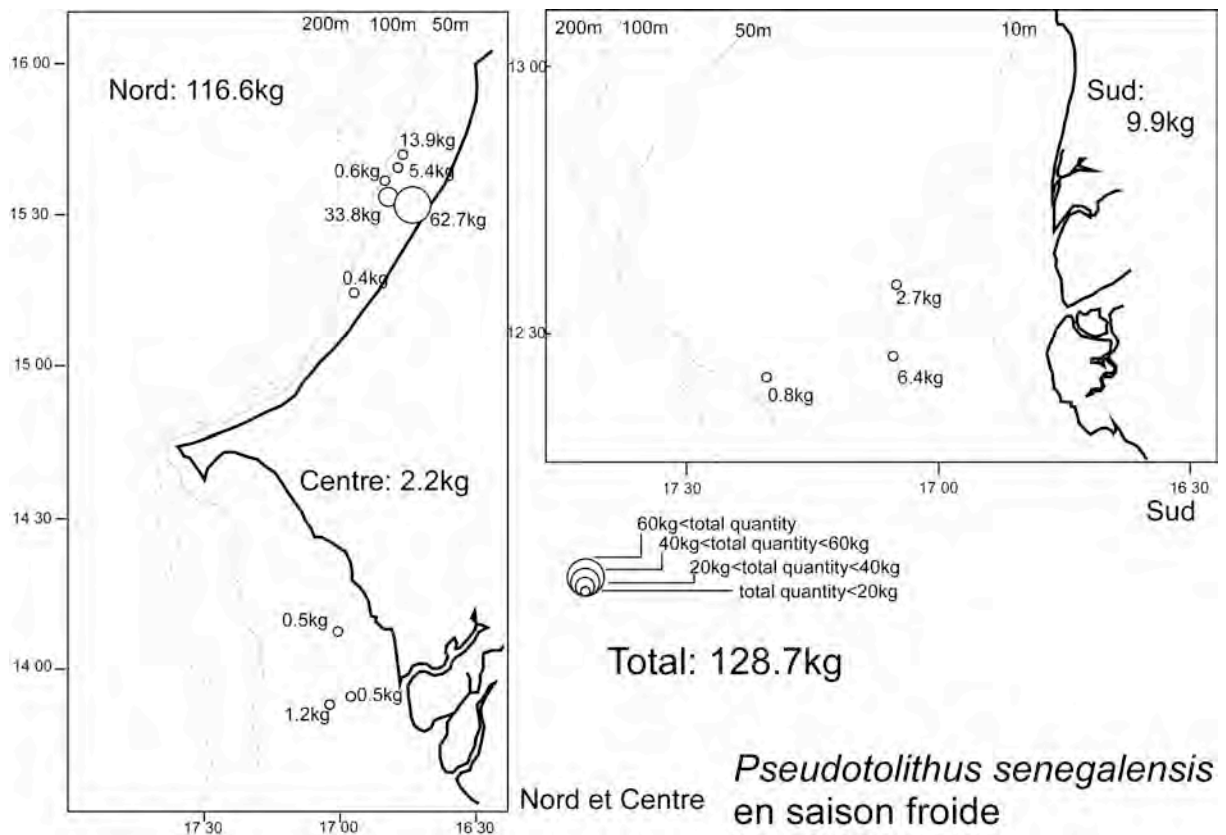 200m 100m 50m
16 00
Nord: 116.6kg
13.9kg
0.6kg
5.4kg
33.8kg
62.7kg
15 30
0.4kg
15 00
Centre: 2.2kg
14 30
0.5kg
14 00
0.5kg
1.2kg
17 30 17 00 16 30
Nord et Centre
200m 100m 50m 10m
13 00
Sud:
9.9kg
2.7kg
12 30
6.4kg
0.8kg
17 30 17 00 16 30
Sud
60kg<total quantity
40kg<total quantity<60kg
20kg<total quantity<40kg
total quantity<20kg
Total: 128.7kg
Pseudotolithus senegalensis
en saison froide